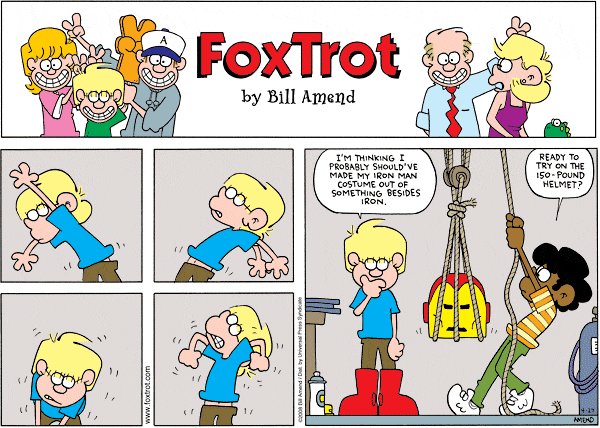 FoxTrot
by Bill Amend
A
www.foxtrot.com
©2008 Bill Amend / Dist. by Universal Press Syndicate
I'M THINKING I
PROBABLY SHOULD'VE
MADE MY IRON MAN
COSTUME OUT OF
SOMETHING BESIDES
IRON.
READY TO
TRY ON THE
150-POUND
HELMET?
4-27
AMEND